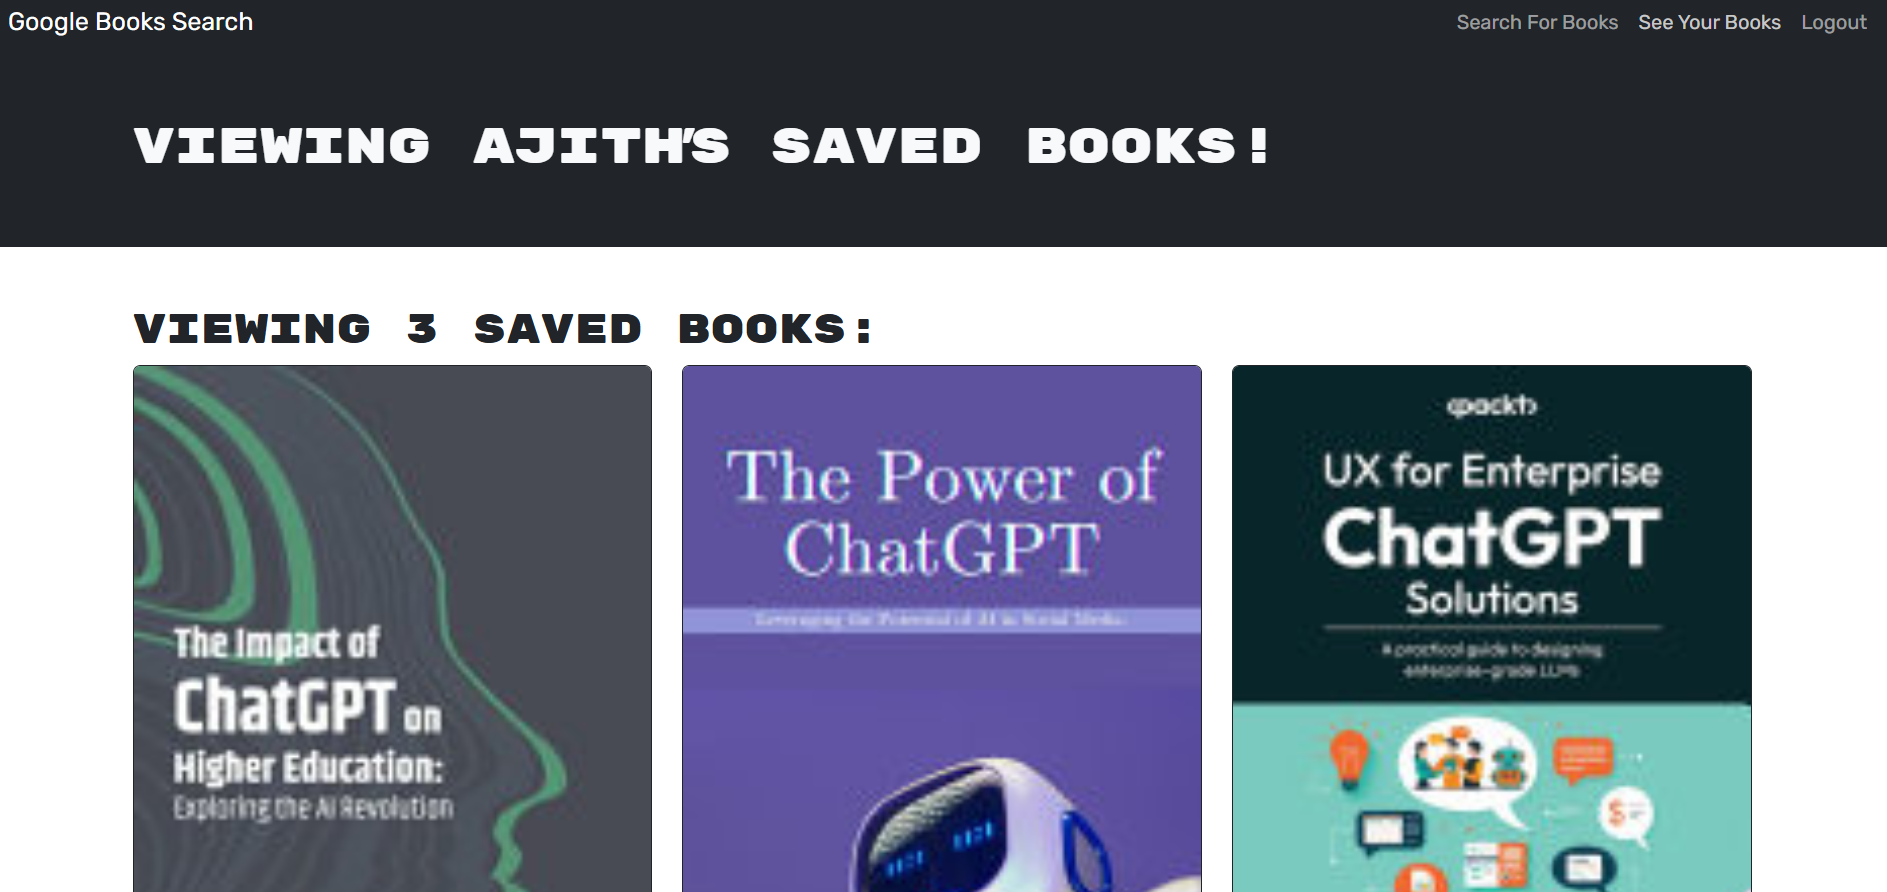 Google Books Search
Search For Books See Your Books Logout
VIEWING AJITH'S SAVED BOOKS!
VIEWING 3 SAVED BOOKS:
The Impact of
ChatGPT on
Higher Education:
Exploring the AI Revolution
The Power of
ChatGPT
Leveraging the Potential of AI in Social Media
<packt>
UX for Enterprise
ChatGPT
Solutions
A practical guide to designing
enterprise-grade LLMs